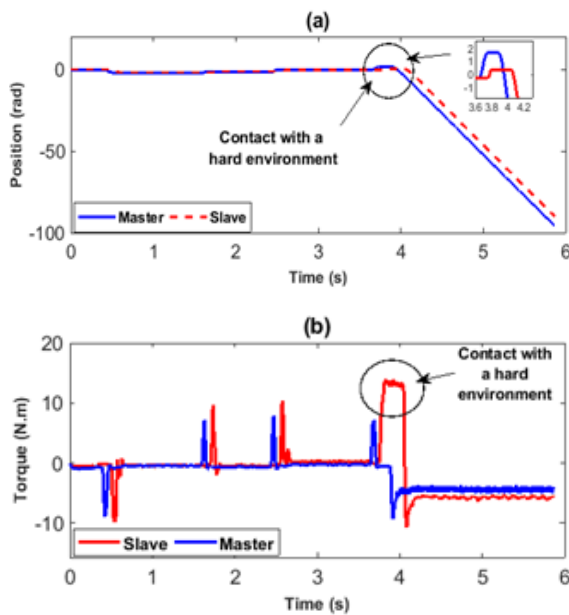 (a)
20
0
-50
-100
Position (rad)
Contact with a
hard environment
2
1
0
-1
3.6 3.8 4 4.2
Master Slave
0 1 2 3 4 5 6
Time (s)
(b)
20
10
0
-10
Torque (N.m)
Contact with
a hard
environment
Slave Master
0 1 2 3 4 5 6
Time (s)